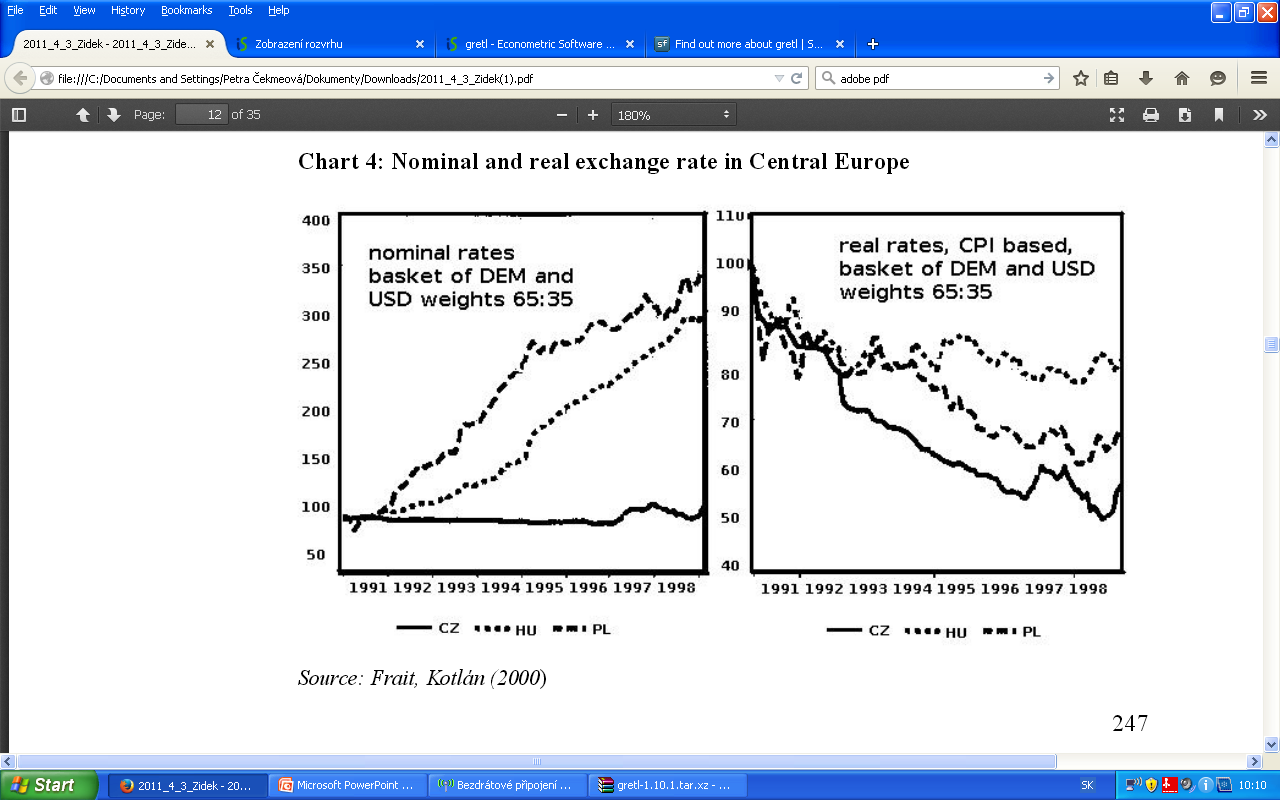 File Edit View History Bookmarks Tools Help
2011_4_3_Zidek - 2011_4_3_Zide...
Zobrazení rozvrhu
gretl - Econometric Software ...
Find out more about gretl | S...
file:///C:/Documents and Settings/Petra Čekmeová/Dokumenty/Downloads/2011_4_3_Zidek(1).pdf
adobe pdf
Page: 12 of 35
180%
Chart 4: Nominal and real exchange rate in Central Europe
nominal rates
basket of DEM and
USD weights 65:35
400
350
300
250
200
150
100
50
1991 1992 1993 1994 1995 1996 1997 1998
CZ HU PL
real rates, CPI based,
basket of DEM and USD
weights 65:35
110
100
90
80
70
60
50
40
1991 1992 1993 1994 1995 1996 1997 1998
CZ HU PL
Source: Frait, Kotlán (2000)
247
Start
2011_4_3_Zidek - 20...
Microsoft PowerPoint ...
Bezdrátové připojení ...
gretl-1.10.1.tar.xz - ...
SK
10:10